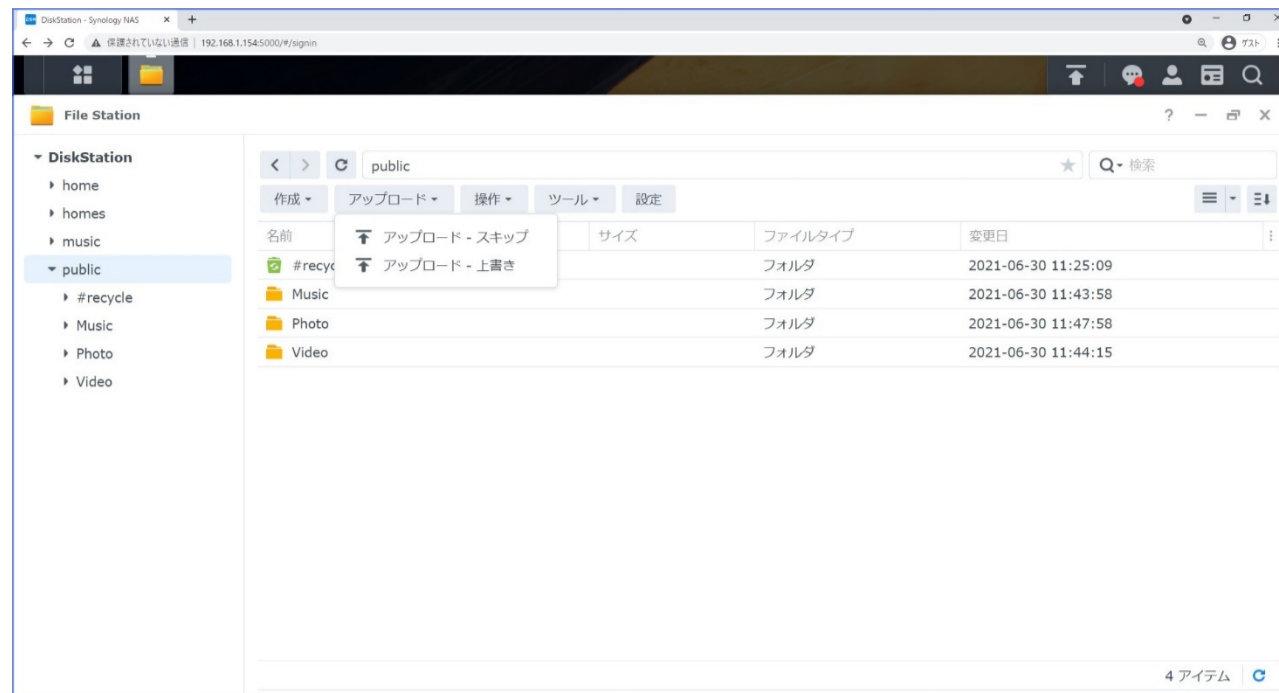 DiskStation - Synology NAS
保護されていない通信 | 192.168.1.154:5000/#/signin
ゲスト
File Station
DiskStation
home
homes
music
public
#recycle
Music
Photo
Video
public
検索
作成 アップロード 操作 ツール 設定
アップロード - スキップ
アップロード - 上書き
名前 サイズ ファイルタイプ 変更日
#recyc フォルダ 2021-06-30 11:25:09
Music フォルダ 2021-06-30 11:43:58
Photo フォルダ 2021-06-30 11:47:58
Video フォルダ 2021-06-30 11:44:15
4 アイテム